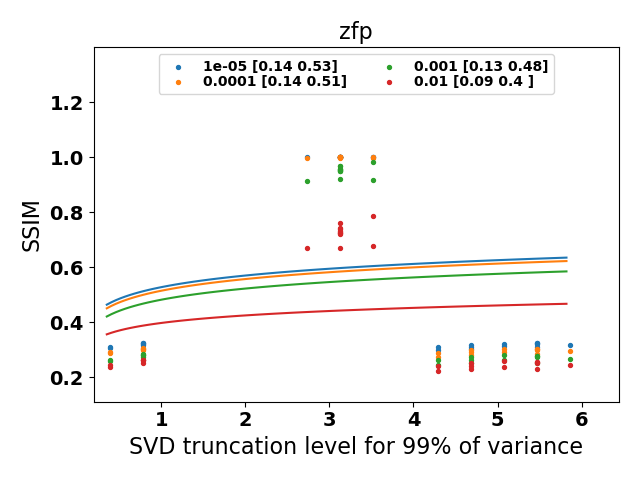 zfp
1e-05 [0.14 0.53]
0.0001 [0.14 0.51]
0.001 [0.13 0.48]
0.01 [0.09 0.4 ]
SSIM
1.2
1.0
0.8
0.6
0.4
0.2
1 2 3 4 5 6
SVD truncation level for 99% of variance